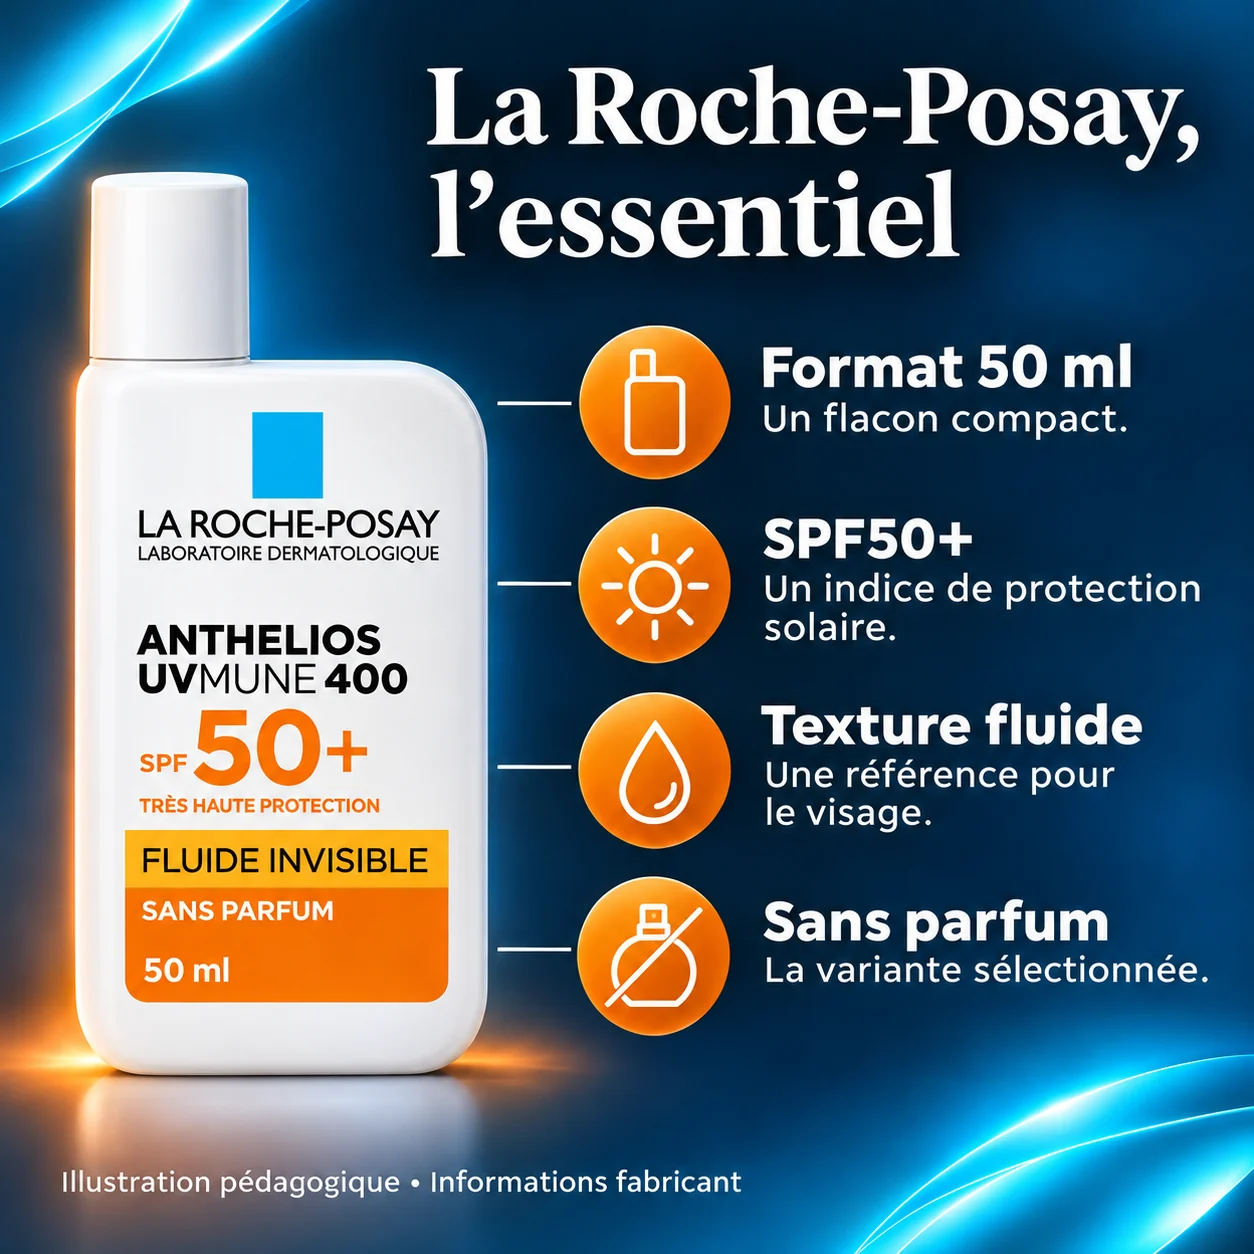 La Roche-Posay,
l'essentiel
LA ROCHE-POSAY
LABORATOIRE DERMATOLOGIQUE
ANTHELIOS
UVMUNE 400
SPF 50+
TRÈS HAUTE PROTECTION
FLUIDE INVISIBLE
SANS PARFUM
50 ml
Format 50 ml
Un flacon compact.
SPF50+
Un indice de protection
solaire.
Texture fluide
Une référence pour
le visage.
Sans parfum
La variante sélectionnée.
Illustration pédagogique • Informations fabricant